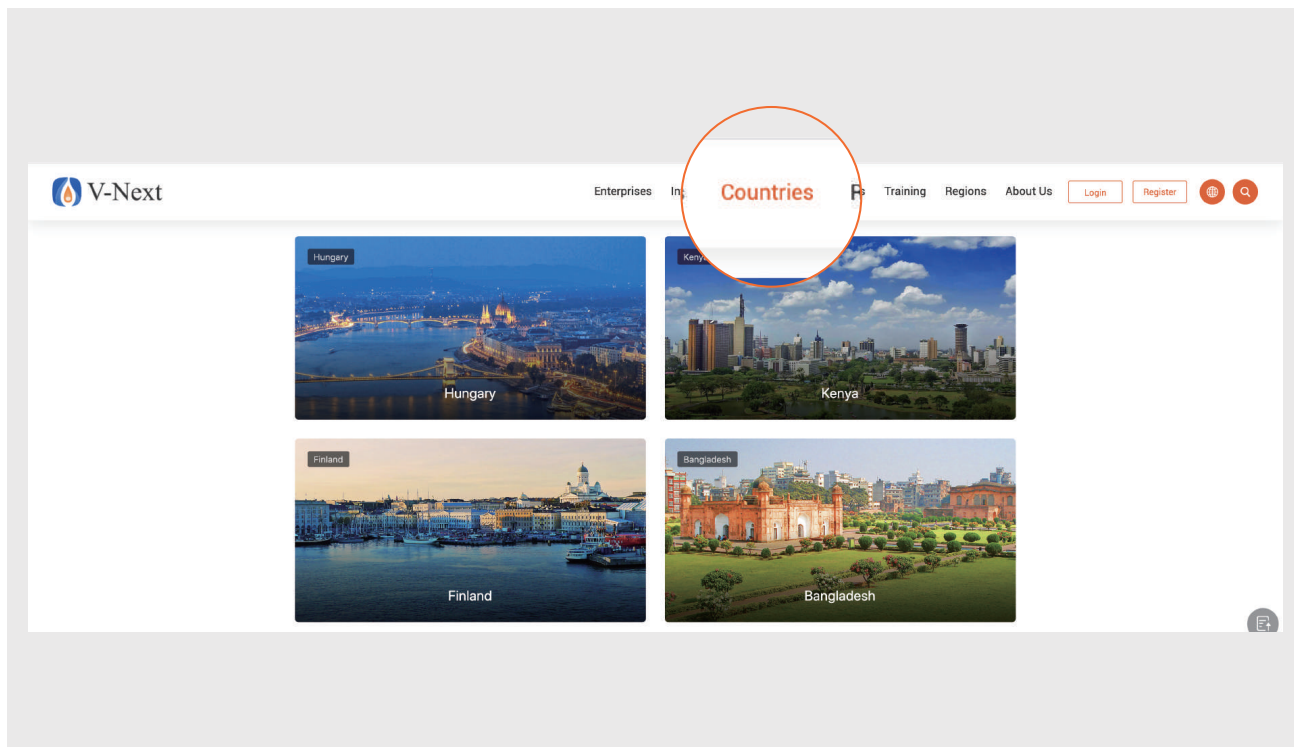 V-Next
Enterprises Countries Training Regions About Us Login Register
Hungary
Hungary
Kenya
Finland
Finland
Bangladesh
Bangladesh